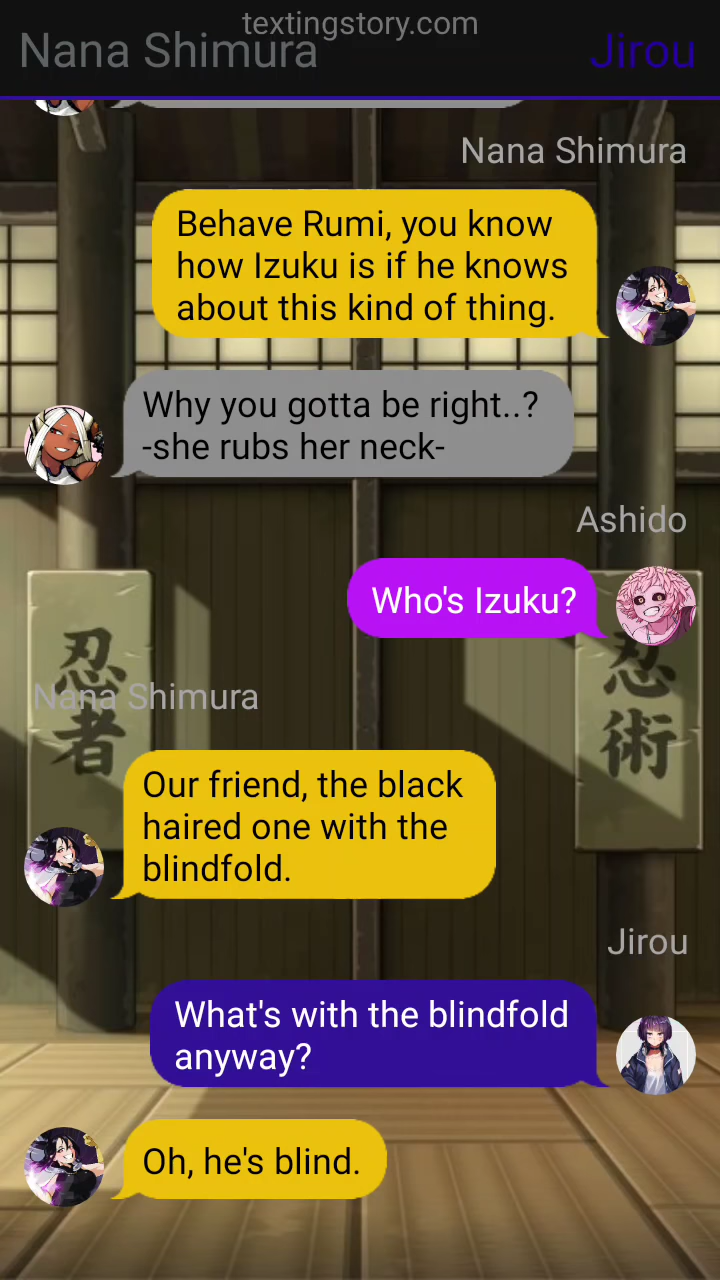 textingstory.com
Nana Shimura
Jirou
Nana Shimura
Behave Rumi, you know
how Izuku is if he knows
about this kind of thing.
Why you gotta be right..?
-she rubs her neck-
Ashido
Who's Izuku?
忍者
忍術
Nana Shimura
Our friend, the black
haired one with the
blindfold.
Jirou
What's with the blindfold
anyway?
Oh, he's blind.